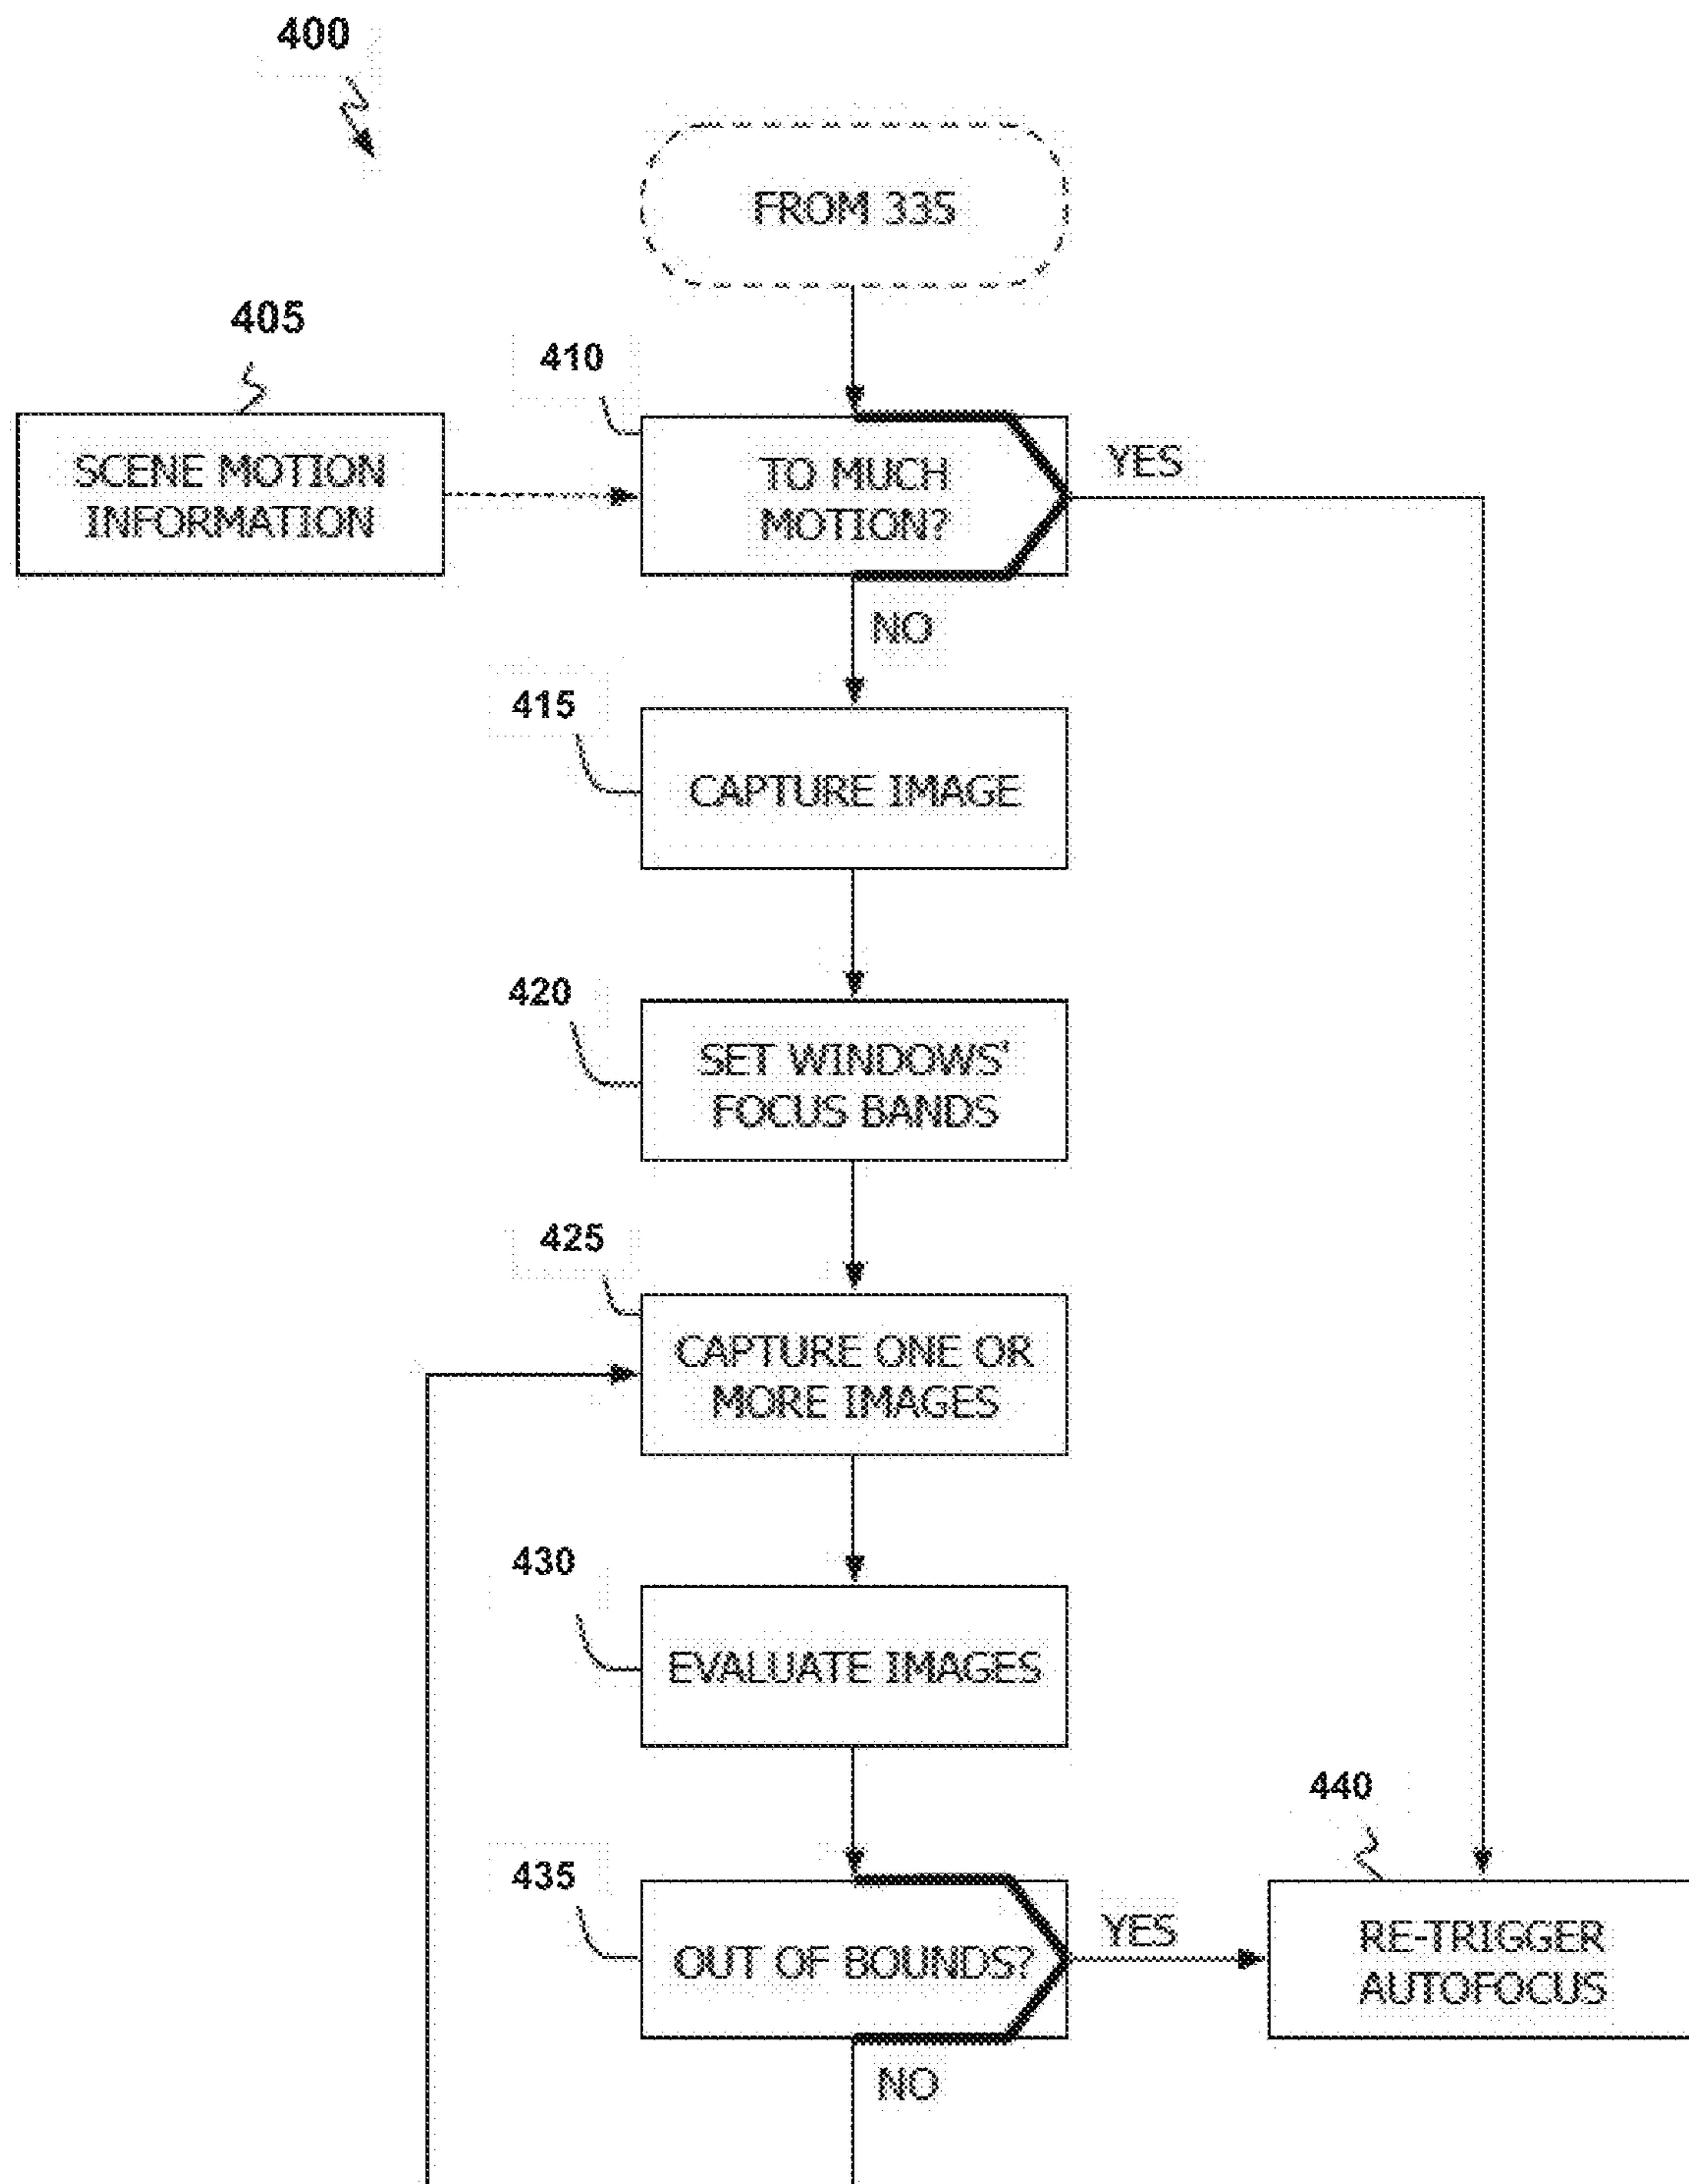 400
FROM 335
405
410
SCENE MOTION
INFORMATION
TO MUCH
MOTION?
YES
NO
415
CAPTURE IMAGE
420
SET WINDOWS'
FOCUS BANDS
425
CAPTURE ONE OR
MORE IMAGES
430
EVALUATE IMAGES
435
440
OUT OF BOUNDS?
YES
RE-TRIGGER
AUTOFOCUS
NO